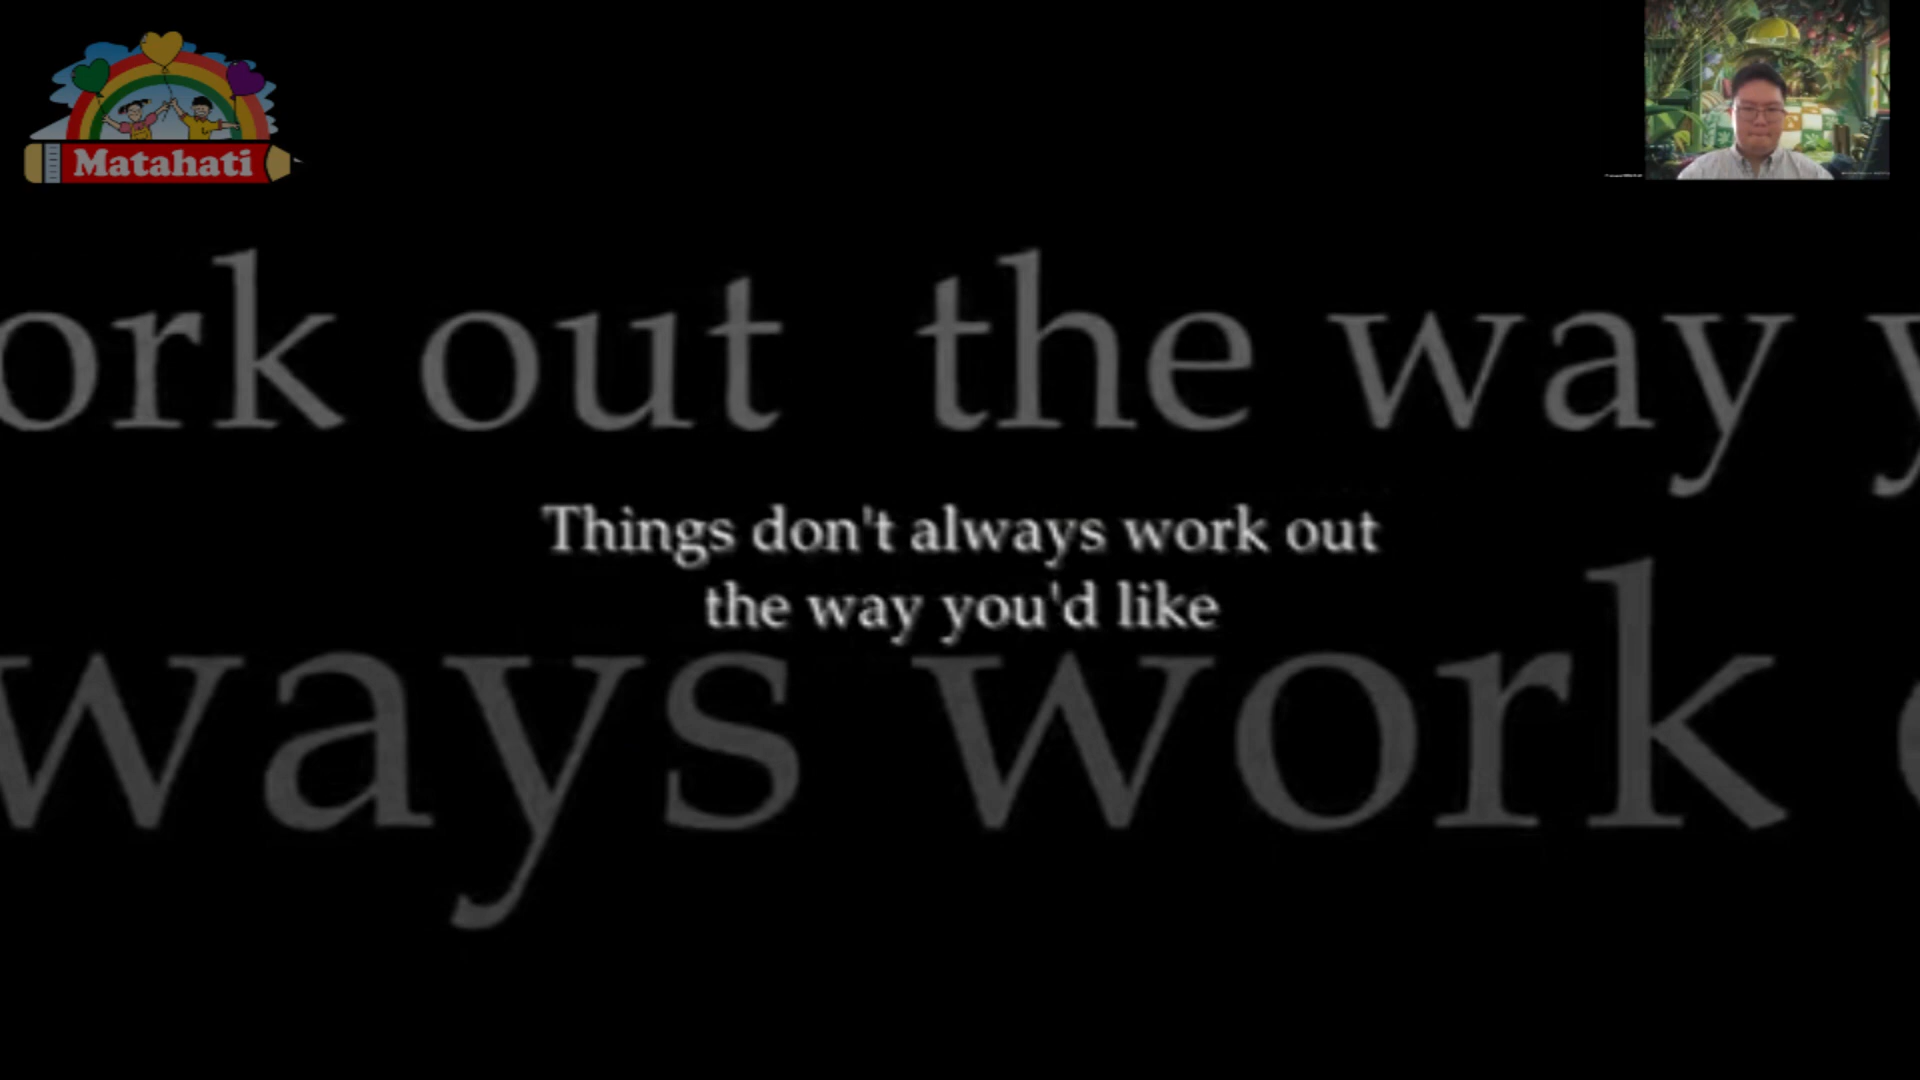 Matahati
ork out the way y
Things don't always work out
the way you'd like
ways work